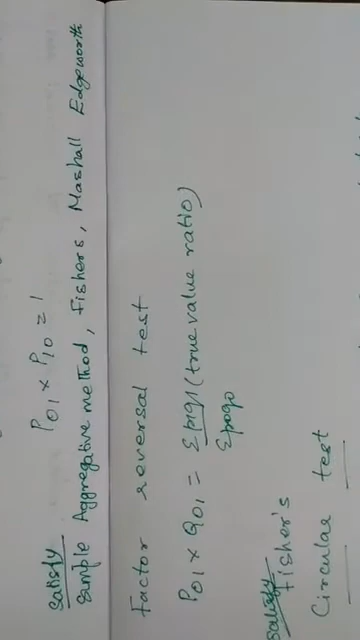 P01 × P10 = 1
satisfy
Simple Aggregative method, Fishers, Mashall Edgeworth
Factor reversal test
P01 × Q01 = Σp1q1 (true value ratio)
Σp0q0
satisfy
Fisher's
Circular test